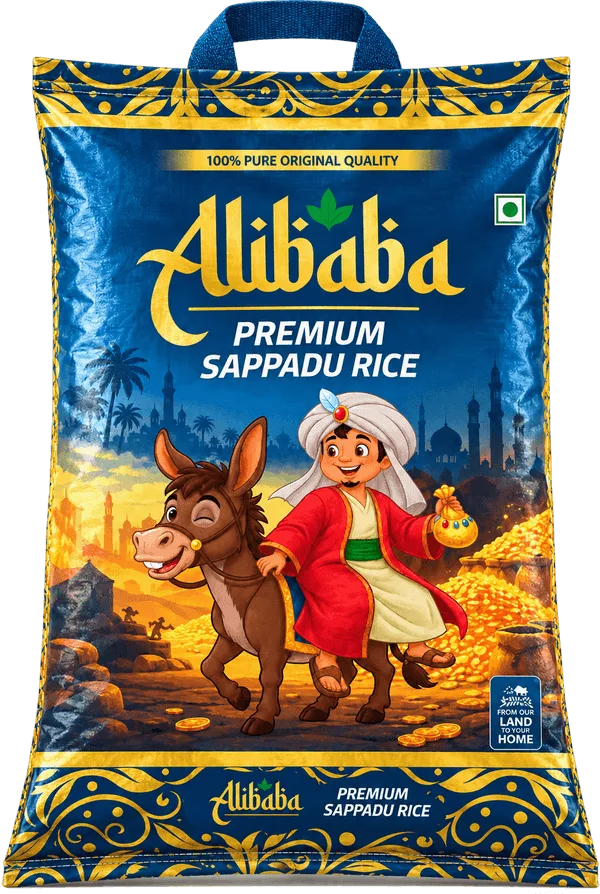 100% PURE ORIGINAL QUALITY
Alibaba
PREMIUM
SAPPADU RICE
FROM OUR
LAND
TO YOUR
HOME
Alibaba
PREMIUM
SAPPADU RICE